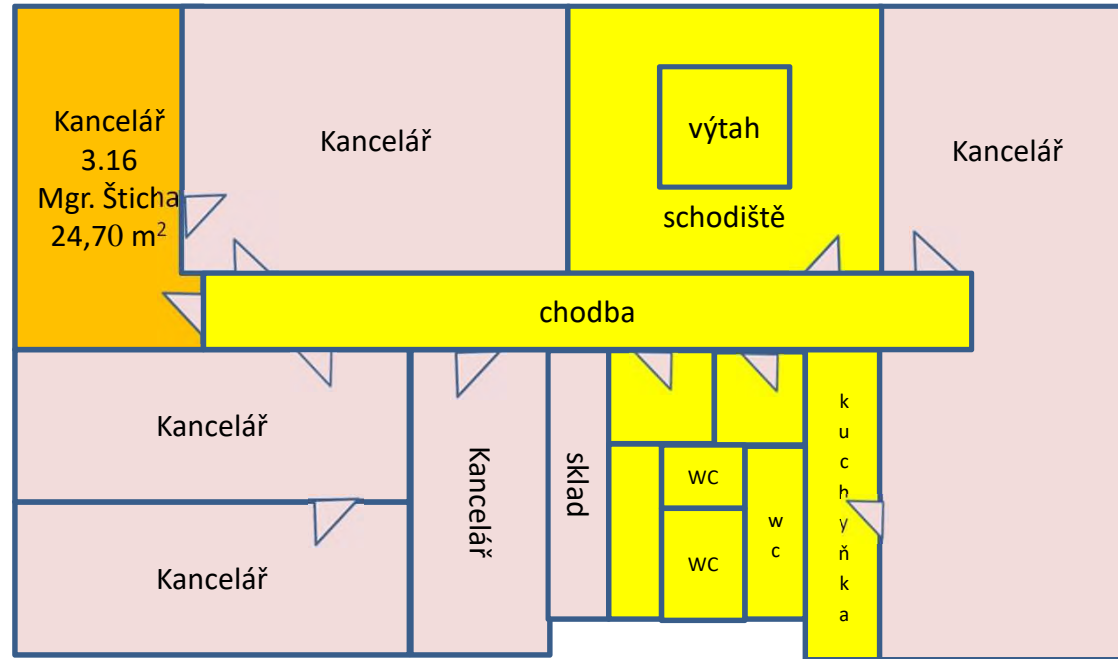 Kancelář
3.16
Mgr. Šticha
24,70 m²
Kancelář
výtah
schodiště
Kancelář
chodba
Kancelář
Kancelář
Kancelář
sklad
WC
WC
wc
kuchyňka